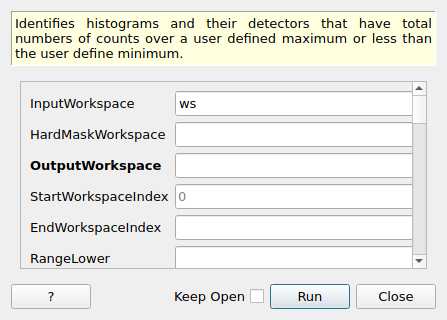 Identifies histograms and their detectors that have total
numbers of counts over a user defined maximum or less than
the user define minimum.
InputWorkspace ws
HardMaskWorkspace
OutputWorkspace
StartWorkspaceIndex 0
EndWorkspaceIndex
RangeLower
? Keep Open Run Close